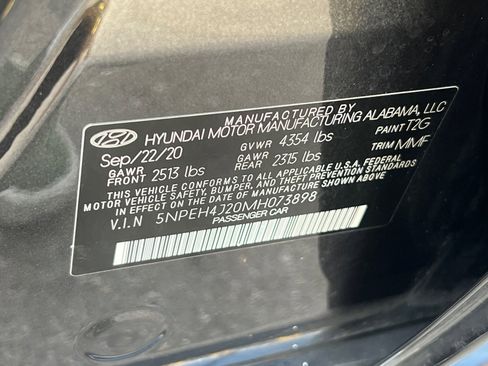 MANUFACTURED BY
HYUNDAI MOTOR MANUFACTURING ALABAMA, LLC
Sep/22/20 GVWR 4354 lbs PAINT T2G
GAWR FRONT 2513 lbs GAWR REAR 2315 lbs TRIM MMF
THIS VEHICLE CONFORMS TO ALL APPLICABLE U.S.A. FEDERAL
MOTOR VEHICLE SAFETY, BUMPER, AND THEFT PREVENTION
STANDARDS IN EFFECT ON THE DATE OF MANUFACTURE SHOWN ABOVE.
V.I.N 5NPEH4J20MH073898
PASSENGER CAR